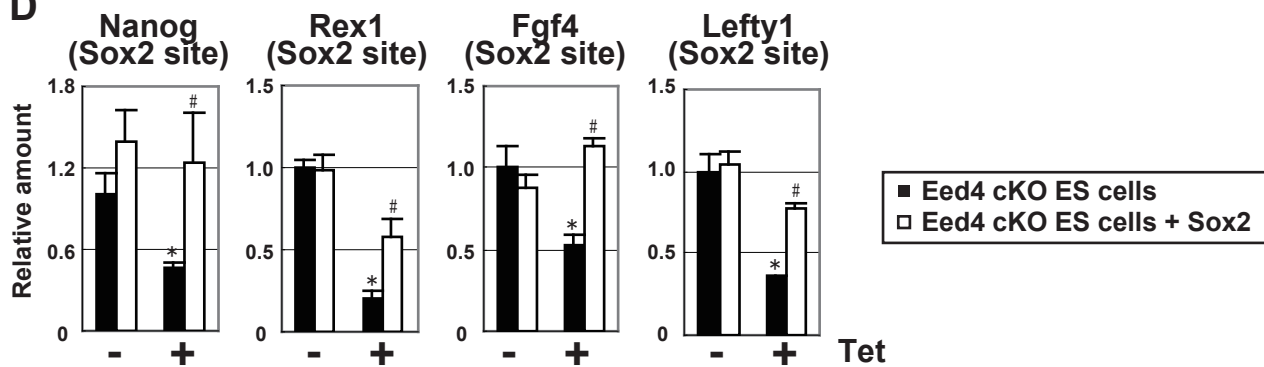 D
Nanog
(Sox2 site)
Rex1
(Sox2 site)
Fgf4
(Sox2 site)
Lefty1
(Sox2 site)
Relative amount
1.8
1.2
0.6
0
* #
- +
1.5
1.0
0.5
0
* #
- +
1.5
1.0
0.5
0
* #
- +
1.5
1.0
0.5
0
* #
- + Tet
Eed4 cKO ES cells
Eed4 cKO ES cells + Sox2